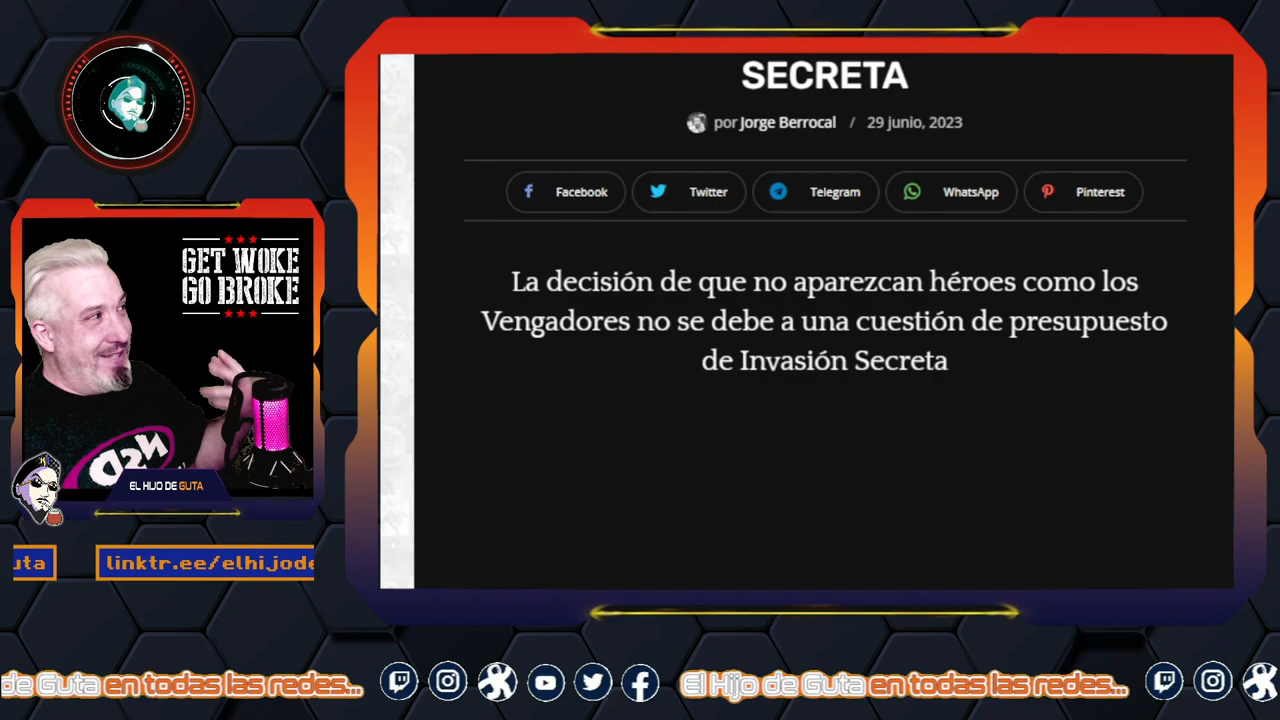 SECRETA
por Jorge Berrocal / 29 junio, 2023
Facebook
Twitter
Telegram
WhatsApp
Pinterest
La decisión de que no aparezcan héroes como los
Vengadores no se debe a una cuestión de presupuesto
de Invasión Secreta
GET WOKE
GO BROKE
EL HIJO DE GUTA
uta
linktr.ee/elhijode
de Guta en todas las redes...
El Hijo de Guta en todas las redes...